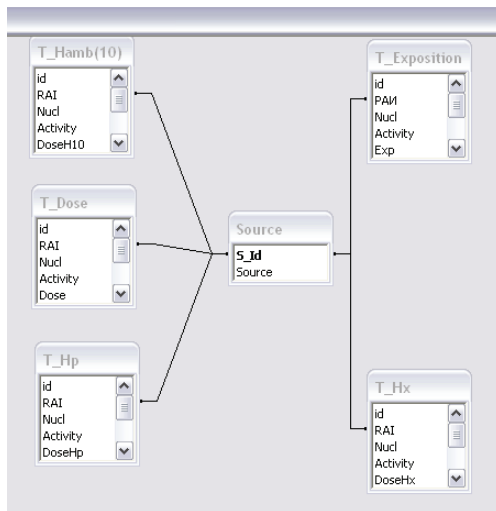 T_Hamb(10)
id
RAI
Nucl
Activity
DoseH10
T_Dose
id
RAI
Nucl
Activity
Dose
T_Hp
id
RAI
Nucl
Activity
DoseHp
Source
S_Id
Source
T_Exposition
id
РАИ
Nucl
Activity
Exp
T_Hx
id
RAI
Nucl
Activity
DoseHx